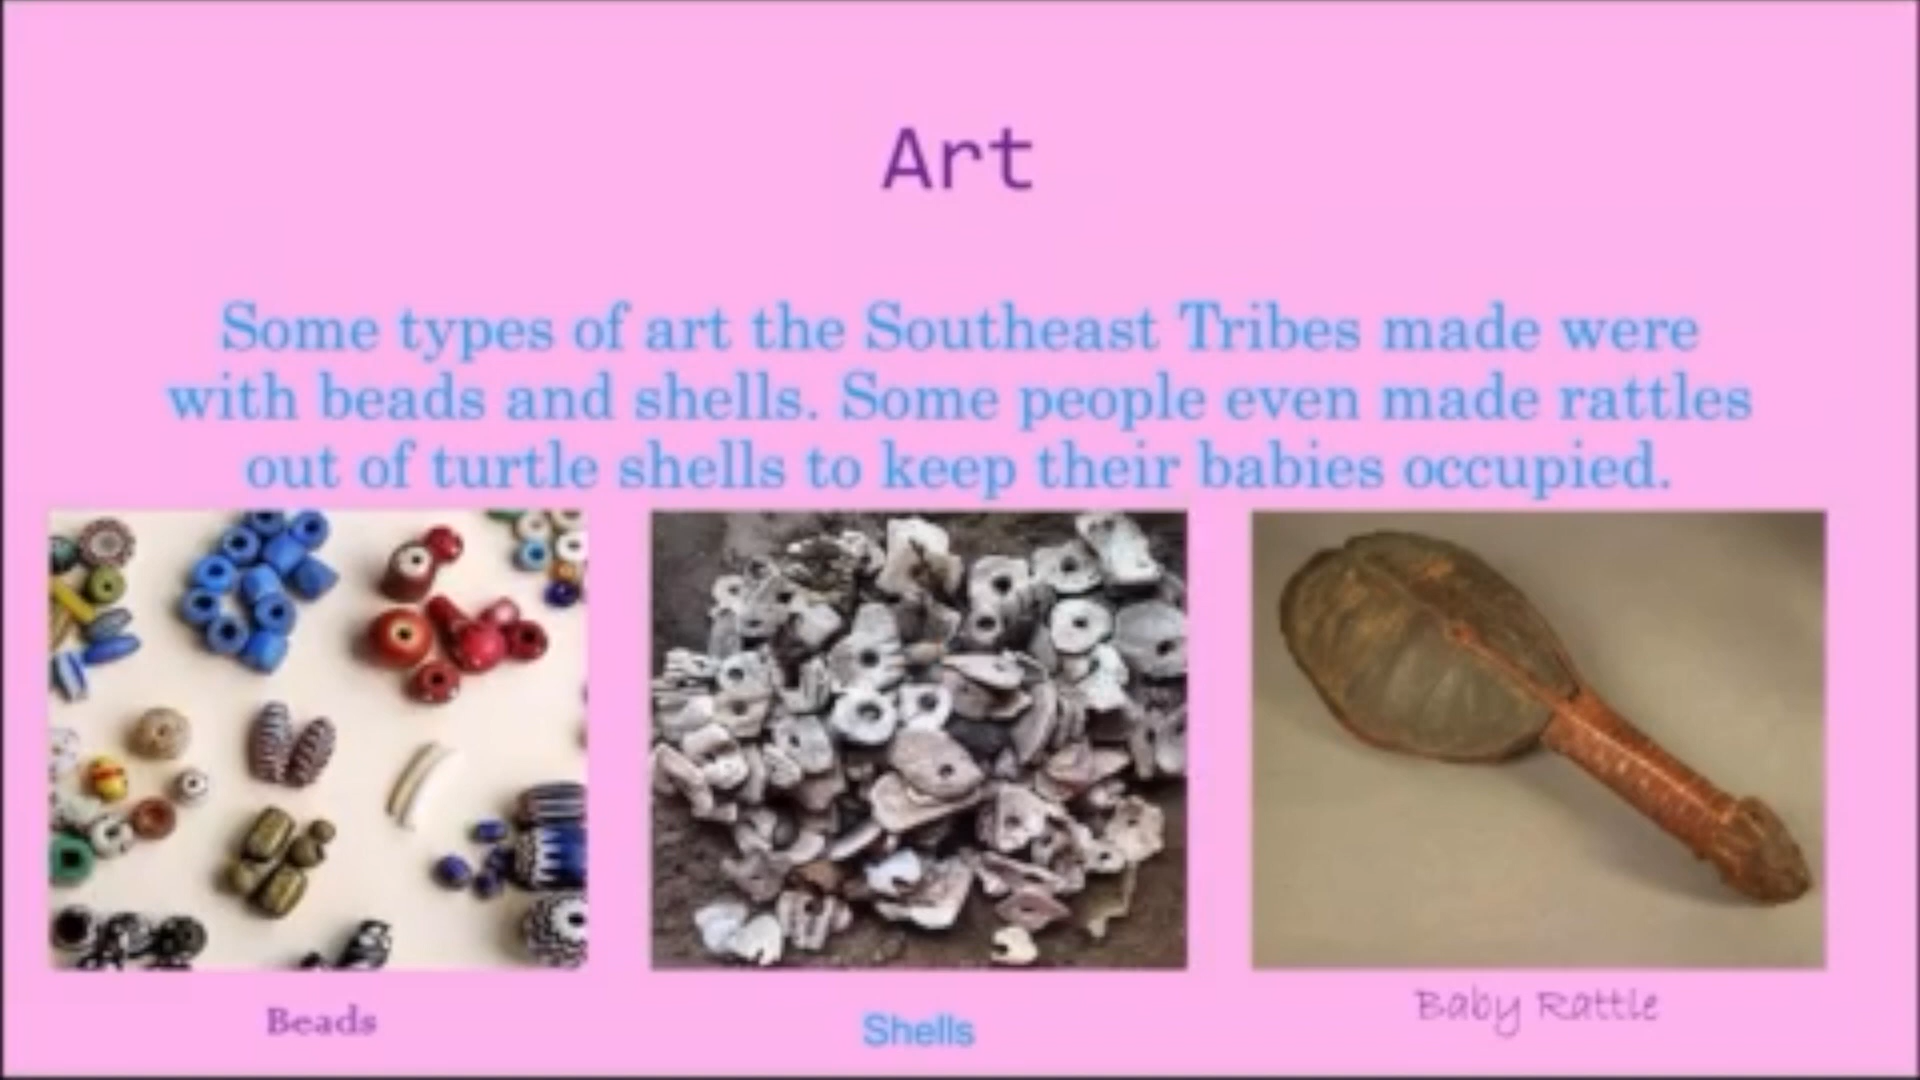 Art
Some types of art the Southeast Tribes made were
with beads and shells. Some people even made rattles
out of turtle shells to keep their babies occupied.
Beads
Shells
Baby Rattle